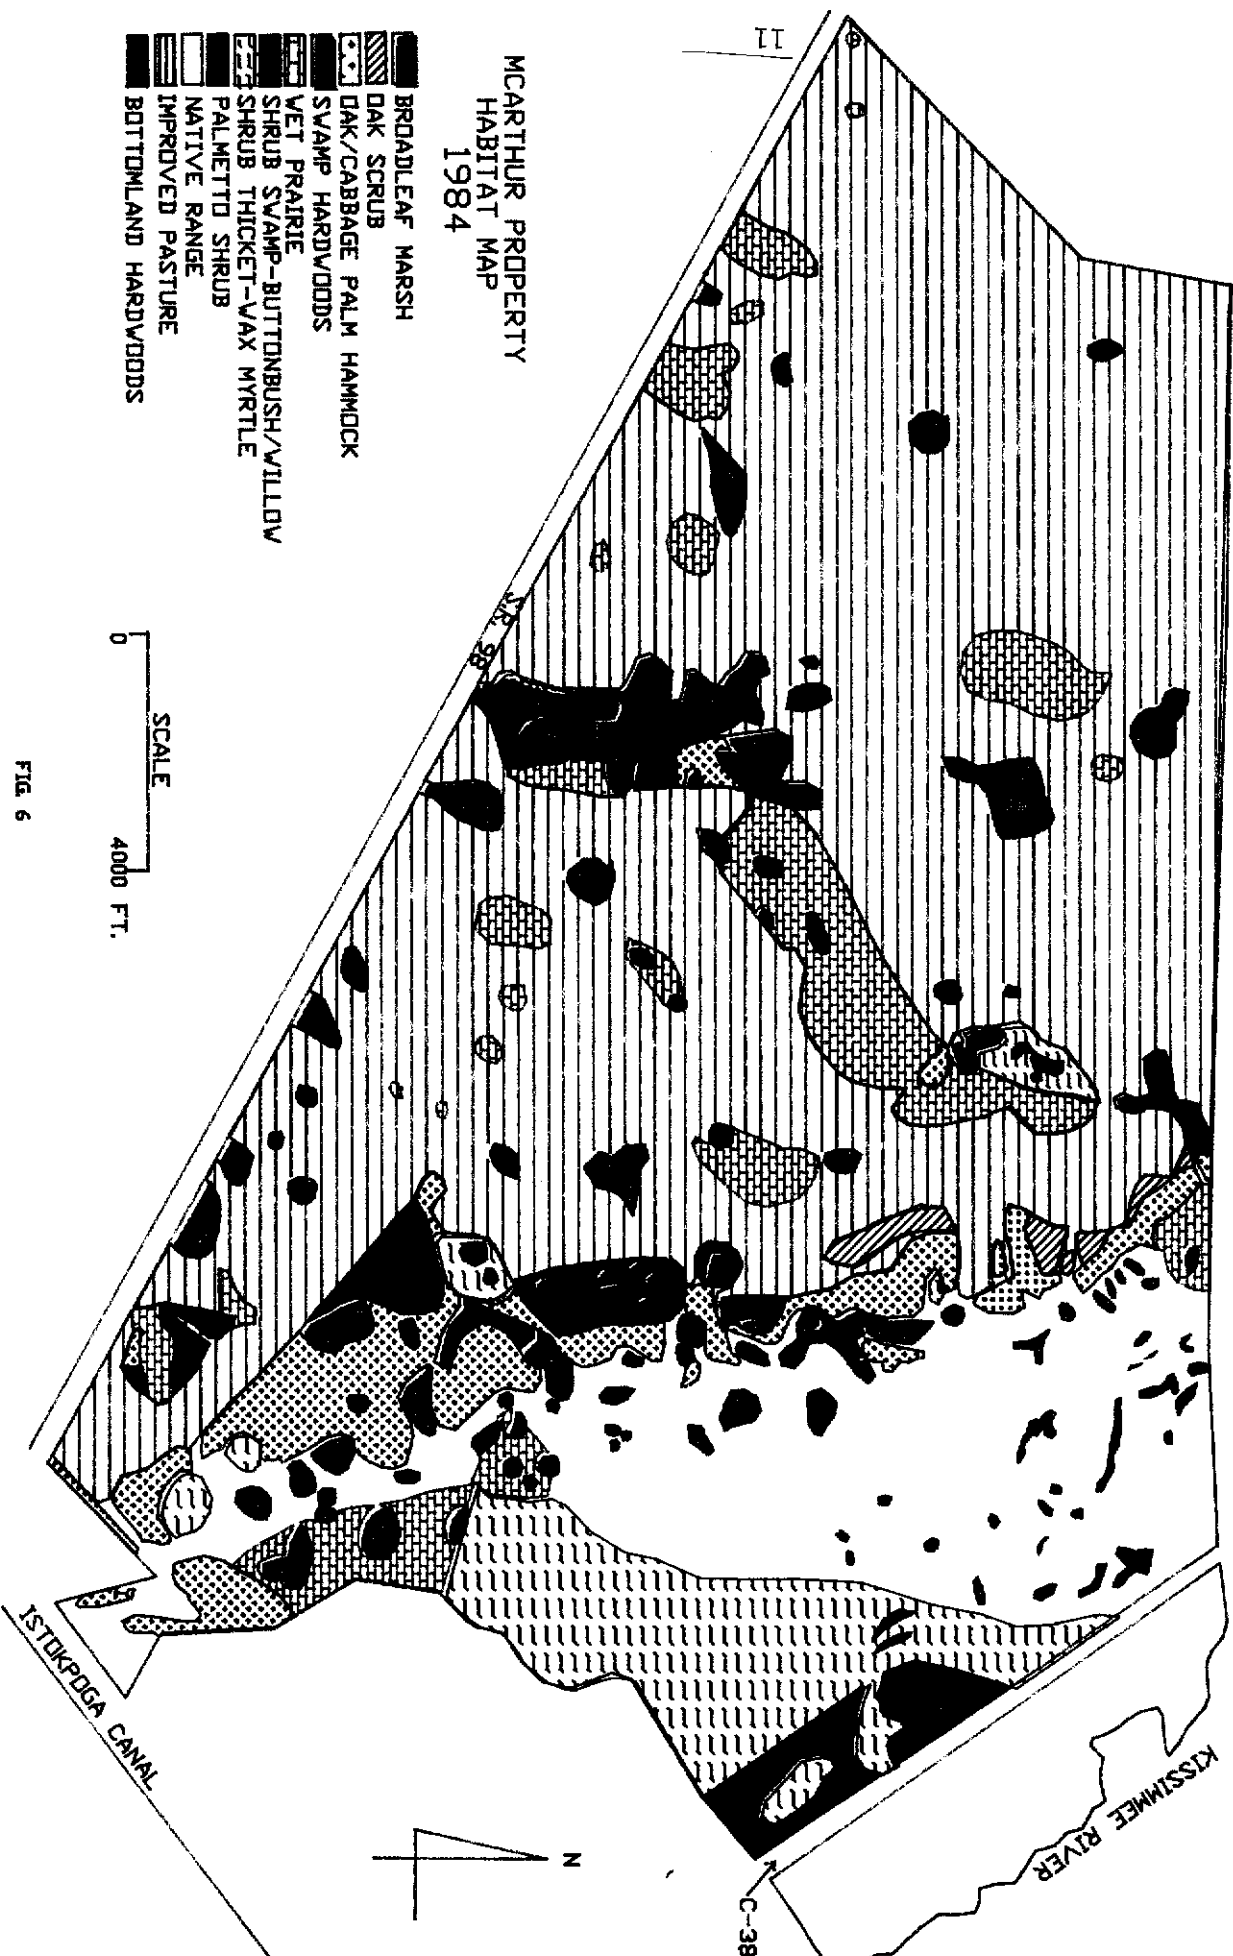 MCARTHUR PROPERTY
HABITAT MAP
1984
BROADLEAF MARSH
OAK SCRUB
OAK/CABBAGE PALM HAMMOCK
SWAMP HARDWOODS
WET PRAIRIE
SHRUB SWAMP-BUTTONBUSH/WILLOW
SHRUB THICKET-WAX MYRTLE
PALMETTO SHRUB
NATIVE RANGE
IMPROVED PASTURE
BOTTOMLAND HARDWOODS
SCALE
0 4000 FT.
FIG. 6
11
S.R. 98
ISTOKPOGA CANAL
KISSIMMEE RIVER
C-38
N